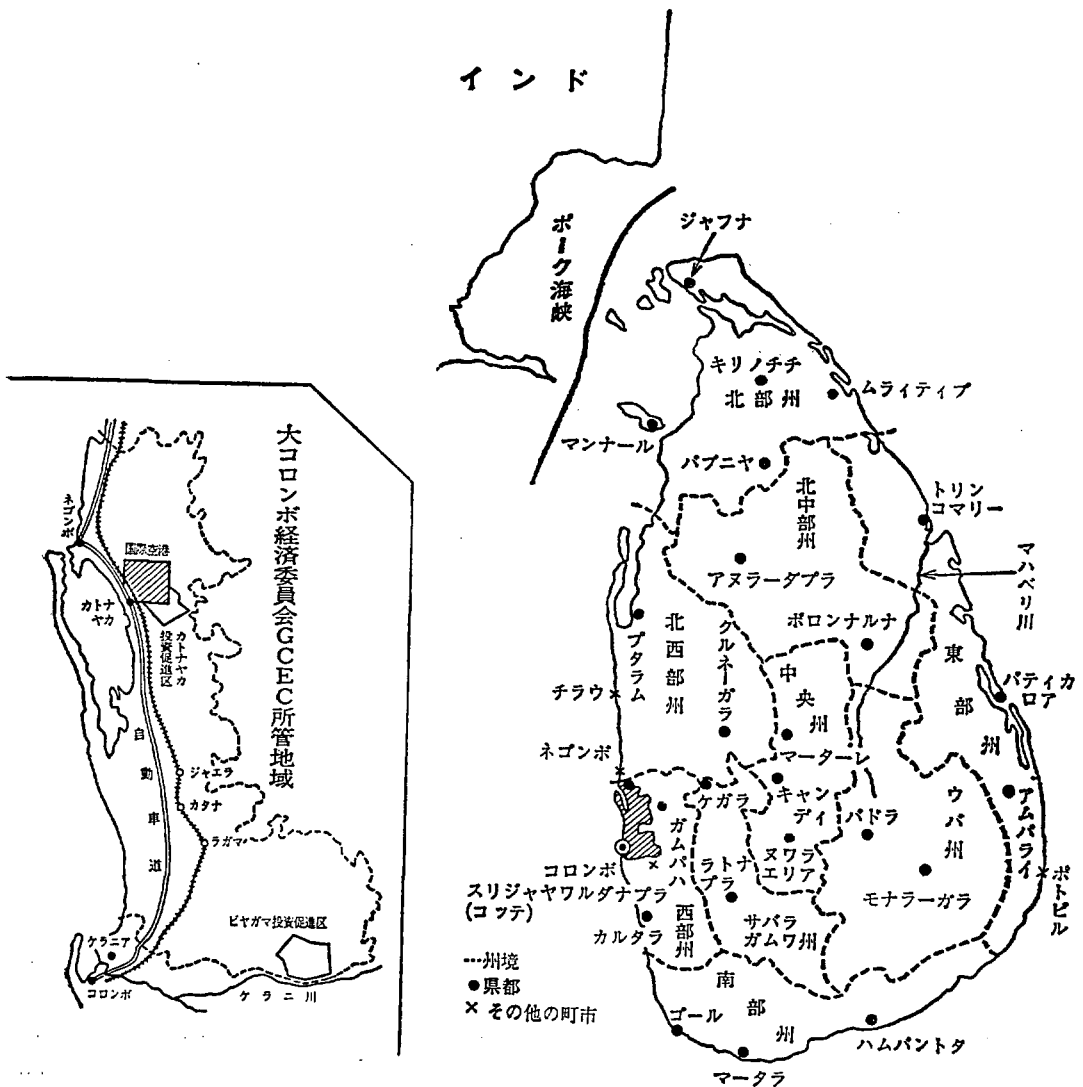 インド
ポーク海峡
ジャフナ
キリノチチ
北部州
ムライティブ
マンナール
バブニヤ
北中部州
トリン
コマリー
マハベリ川
アヌラーダプラ
ポロンナルナ
プタラム
北西部州
クルネーガラ
中央州
東部州
バティカ
ロア
チラウ
ネゴンボ
マータレ
ケガラ
キャン
ディ
バドラ
ウバ州
アムパライ
ガムパハ
ヌワラ
エリア
コロンボ
ラトナ
プラ
モナラーガラ
ポトビル
スリジャヤワルダナプラ
(コッテ)
カルタラ
西部州
サバラ
ガムワ州
南部州
ゴール
ハムバントタ
マータラ
---州境
●県都
× その他の町市
大コロンボ経済委員会GCEC所管地域
ネゴンボ
国際空港
カトナ
ヤカ
カトナヤカ
投資促進区
自動車道
ジャエラ
カタナ
ラガマ
ビヤガマ投資促進区
ケラニア
コロンボ
ケラニ川